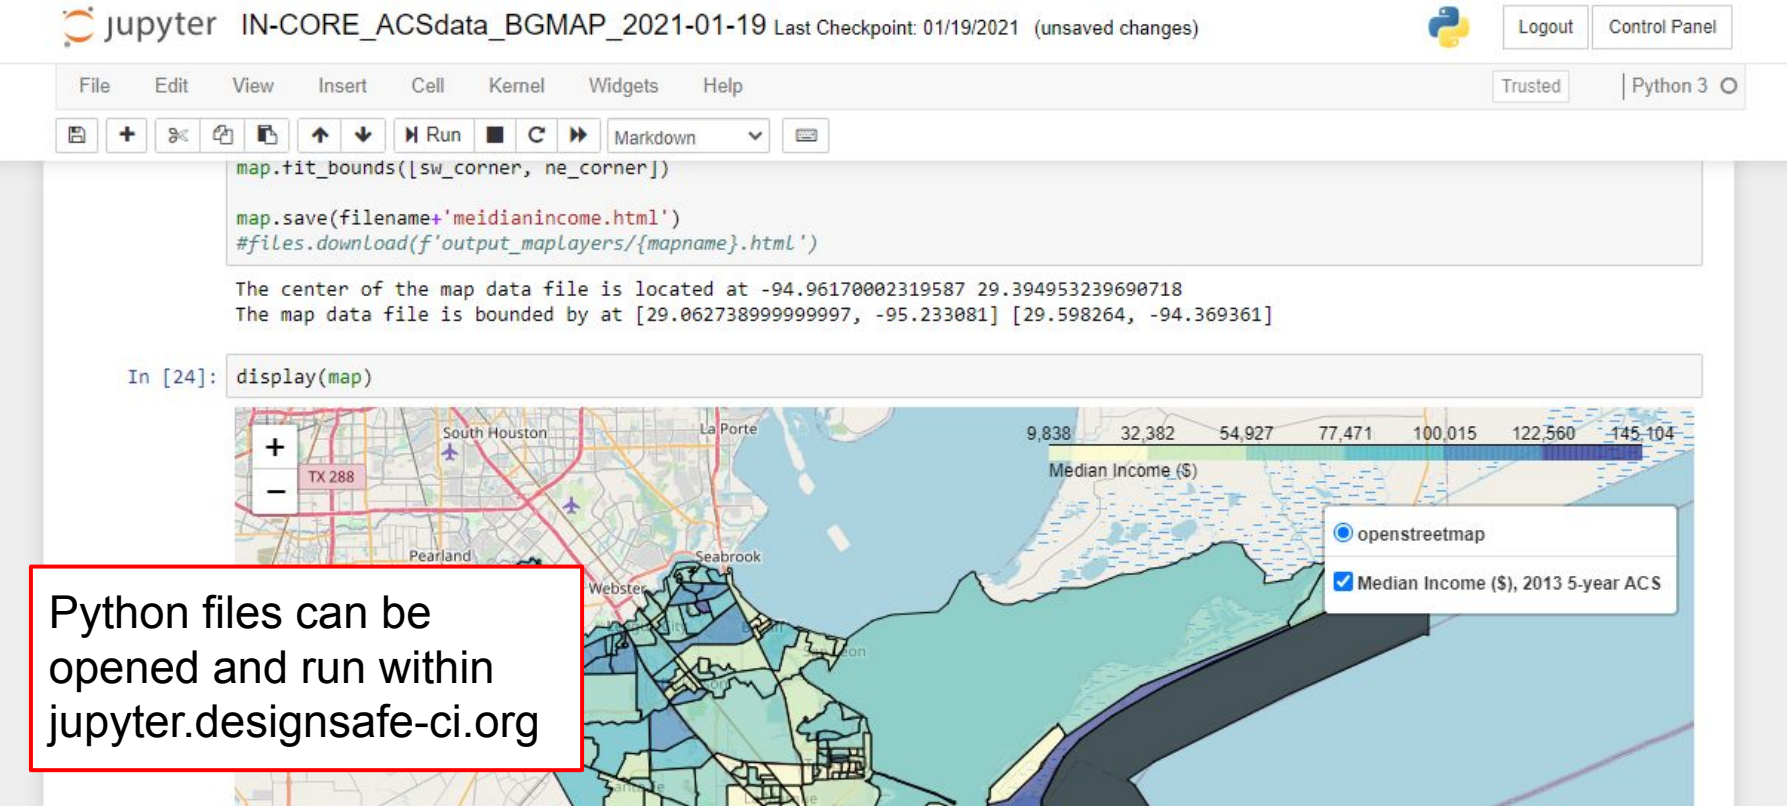 jupyter IN-CORE_ACSdata_BGMAP_2021-01-19 Last Checkpoint: 01/19/2021 (unsaved changes) Logout Control Panel
File Edit View Insert Cell Kernel Widgets Help Trusted Python 3
Run Markdown
map.fit_bounds([sw_corner, ne_corner])
map.save(filename+'meidianincome.html')
#files.download(f'output_maplayers/{mapname}.html')
The center of the map data file is located at -94.96170002319587 29.394953239690718
The map data file is bounded by at [29.062738999999997, -95.233081] [29.598264, -94.369361]
In [24]: display(map)
+
−
South Houston
La Porte
TX 288
Pearland
Seabrook
Webster
9,838 32,382 54,927 77,471 100,015 122,560 145,104
Median Income ($)
openstreetmap
Median Income ($), 2013 5-year ACS
Python files can be
opened and run within
jupyter.designsafe-ci.org